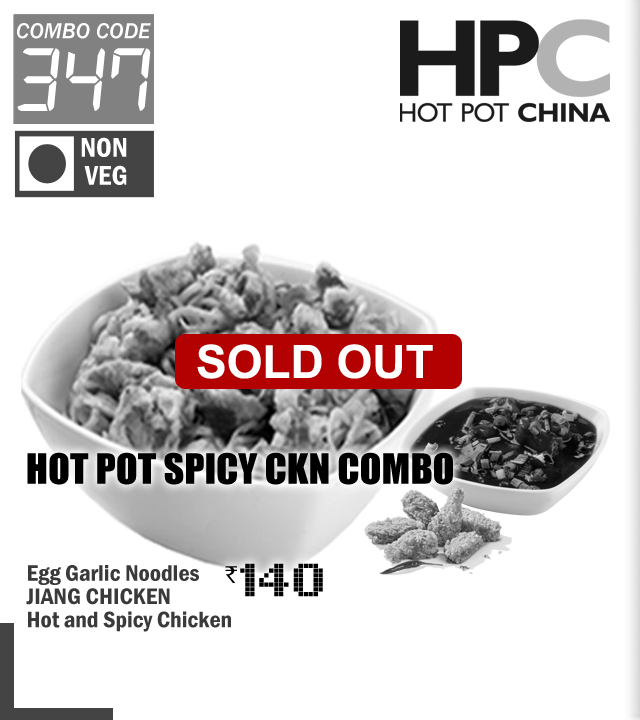 COMBO CODE
347
NON
VEG
HPC
HOT POT CHINA
SOLD OUT
HOT POT SPICY CKN COMBO
Egg Garlic Noodles
₹140
JIANG CHICKEN
Hot and Spicy Chicken